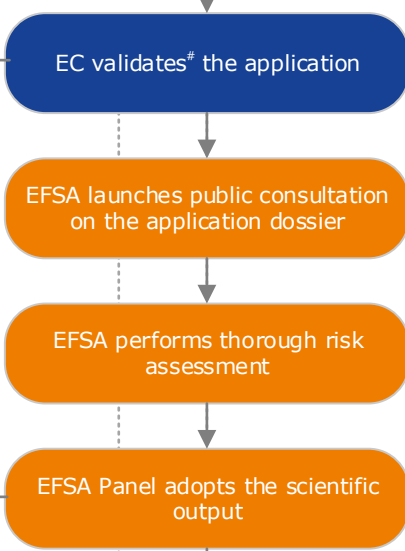 EC validates# the application
EFSA launches public consultation
on the application dossier
EFSA performs thorough risk
assessment
EFSA Panel adopts the scientific
output